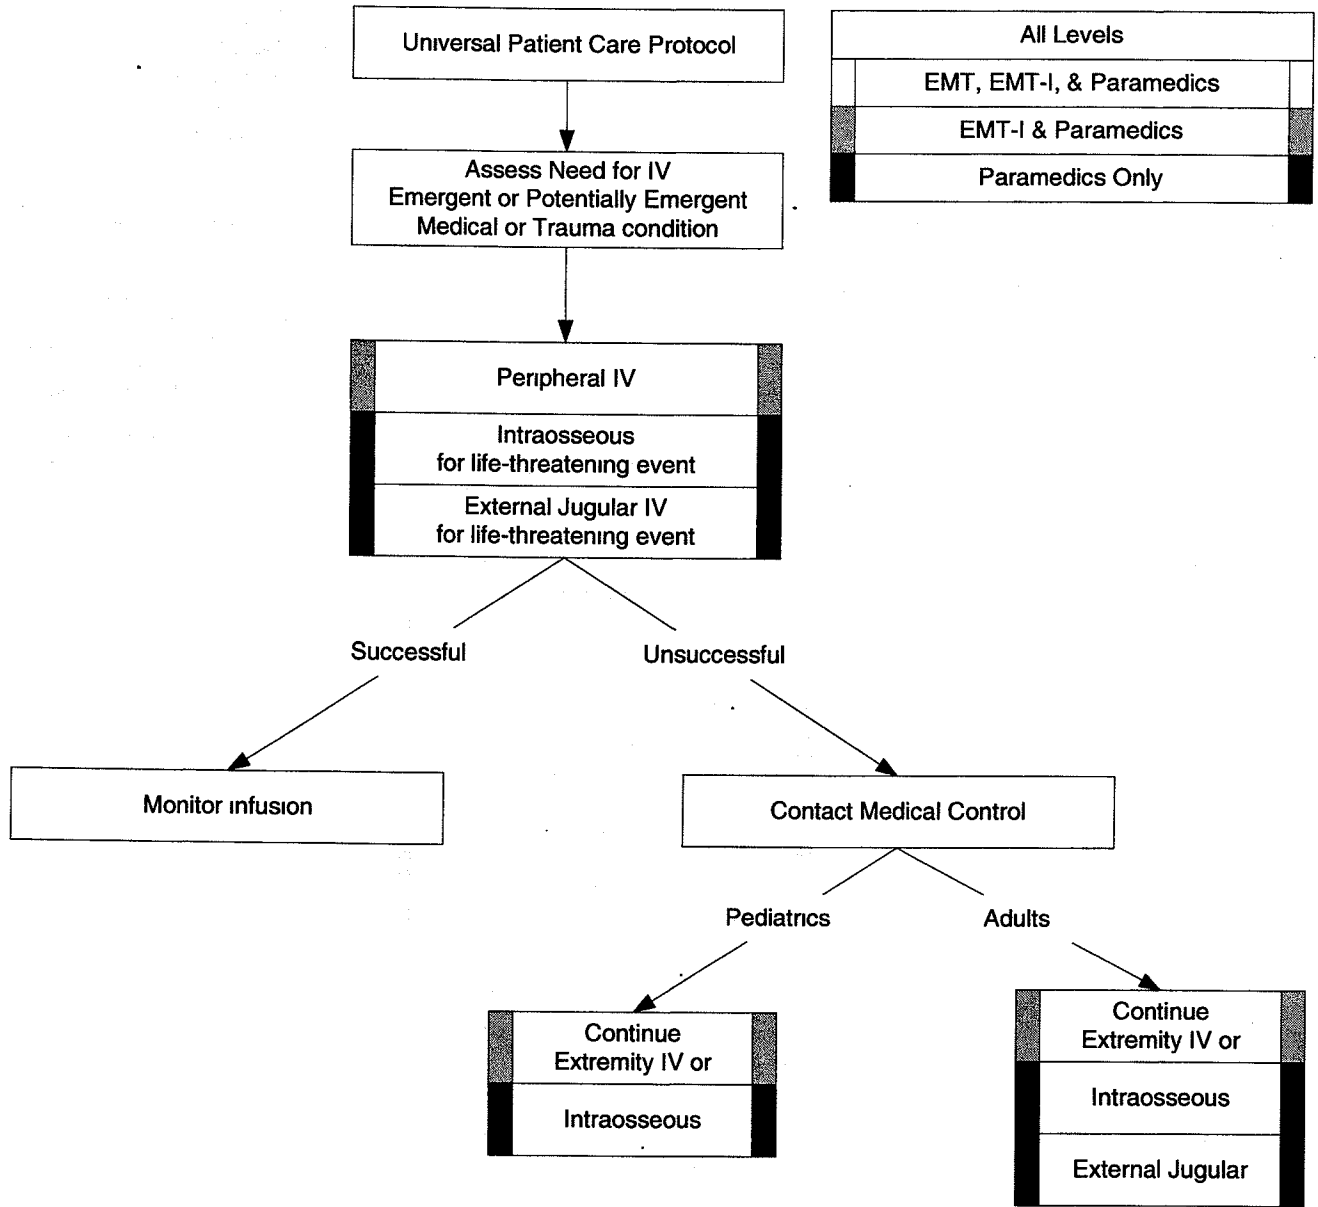 Universal Patient Care Protocol
All Levels
EMT, EMT-I, & Paramedics
EMT-I & Paramedics
Paramedics Only
Assess Need for IV
Emergent or Potentially Emergent
Medical or Trauma condition
Peripheral IV
Intraosseous
for life-threatening event
External Jugular IV
for life-threatening event
Successful
Unsuccessful
Monitor infusion
Contact Medical Control
Pediatrics
Adults
Continue
Extremity IV or
Intraosseous
Continue
Extremity IV or
Intraosseous
External Jugular